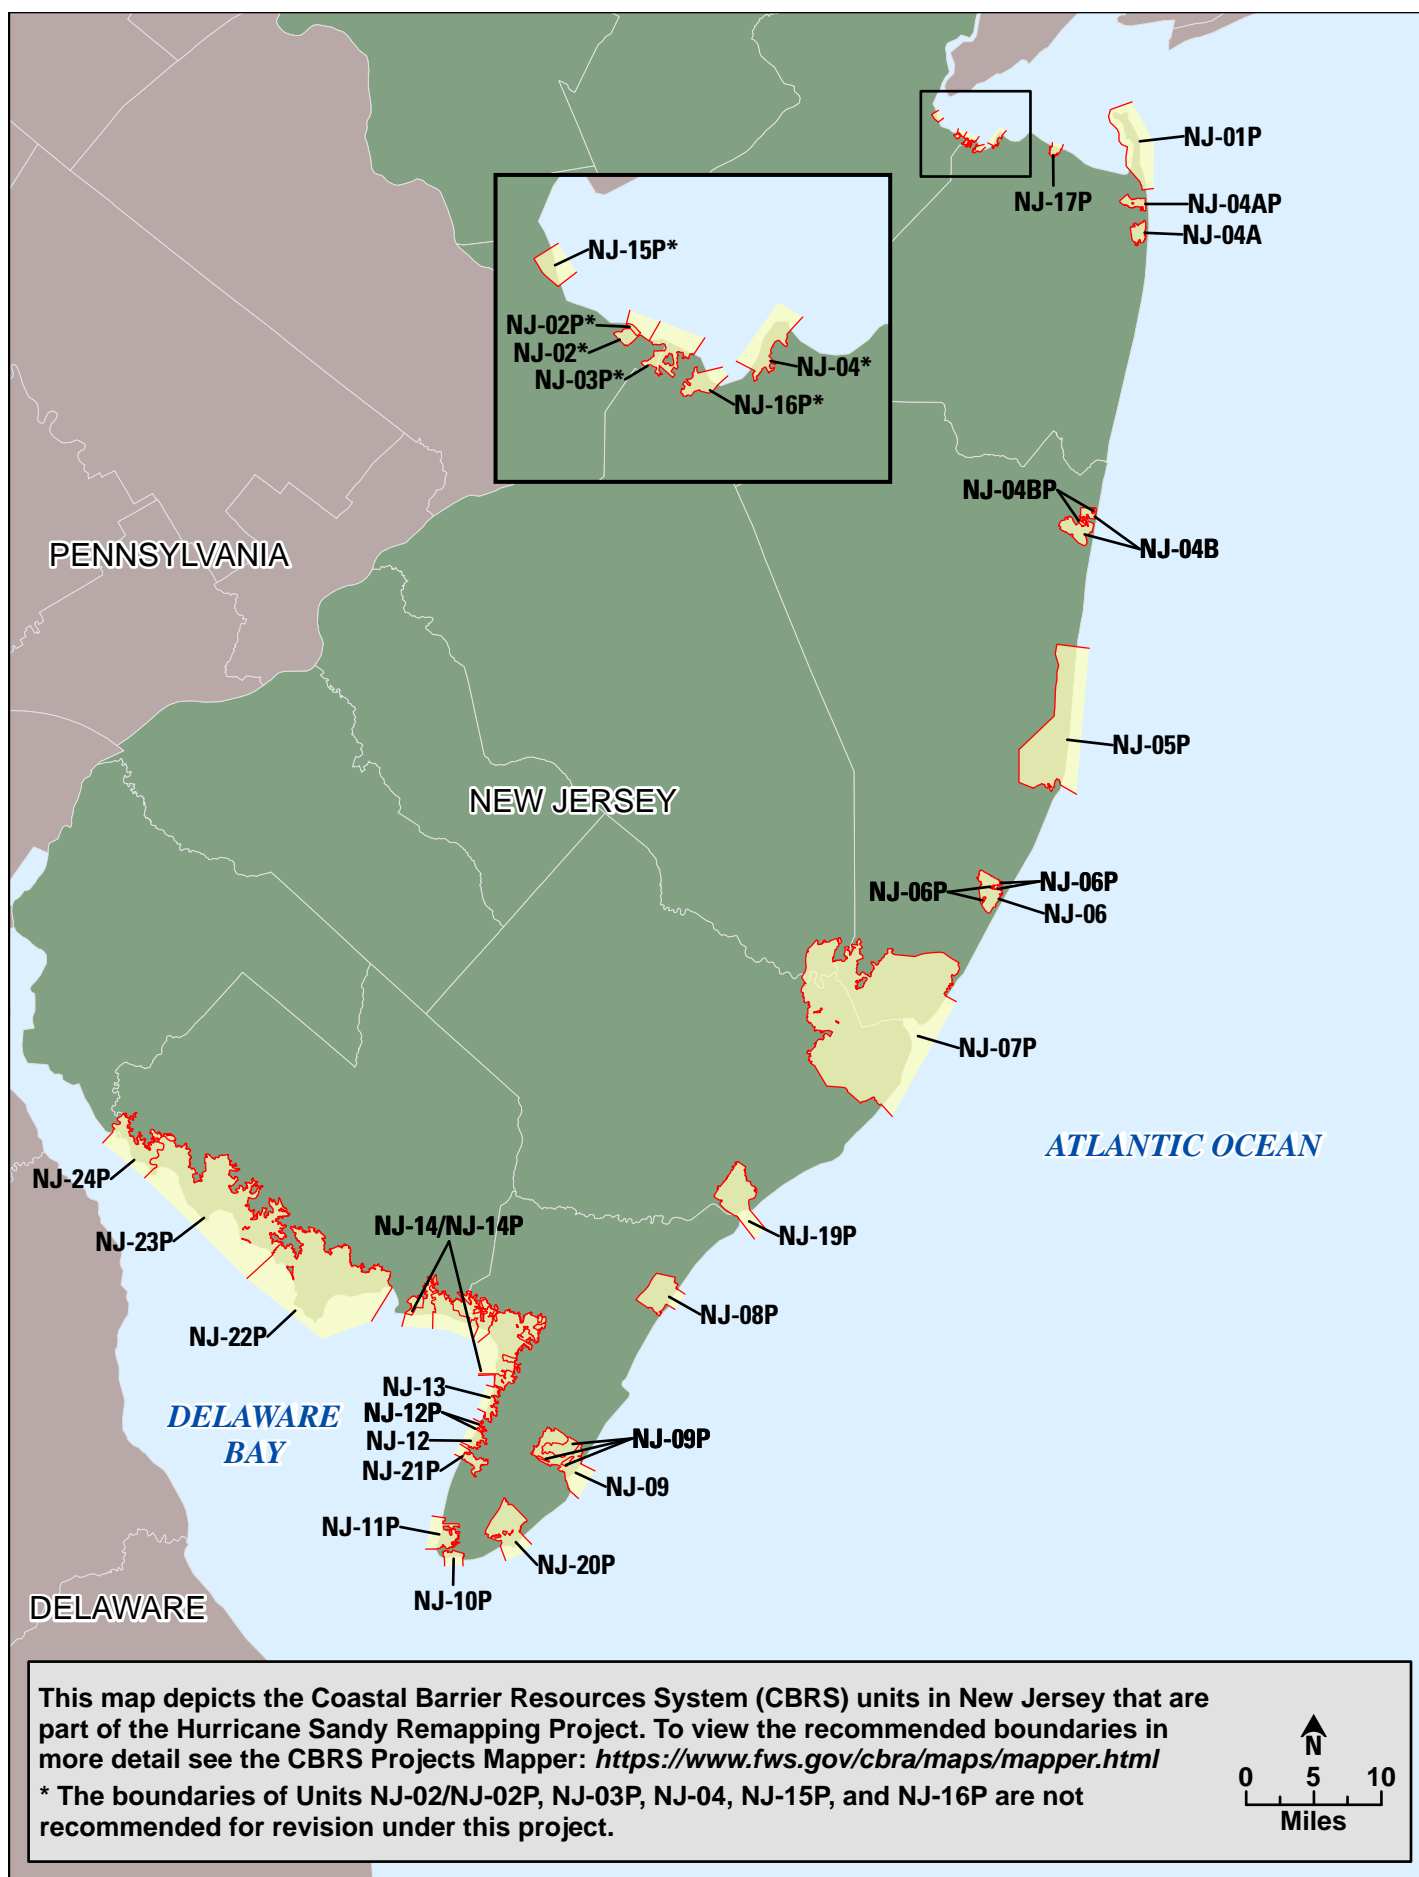 NJ-01P
NJ-17P
NJ-04AP
NJ-04A
NJ-15P*
NJ-02P*
NJ-02*
NJ-03P*
NJ-04*
NJ-16P*
NJ-04BP
NJ-04B
PENNSYLVANIA
NJ-05P
NEW JERSEY
NJ-06P
NJ-06P
NJ-06
NJ-07P
ATLANTIC OCEAN
NJ-24P
NJ-23P
NJ-14/NJ-14P
NJ-19P
NJ-22P
NJ-08P
NJ-13
NJ-12P
NJ-12
NJ-21P
DELAWARE
BAY
NJ-09P
NJ-09
NJ-11P
NJ-20P
NJ-10P
DELAWARE
This map depicts the Coastal Barrier Resources System (CBRS) units in New Jersey that are
part of the Hurricane Sandy Remapping Project. To view the recommended boundaries in
more detail see the CBRS Projects Mapper: https://www.fws.gov/cbra/maps/mapper.html
* The boundaries of Units NJ-02/NJ-02P, NJ-03P, NJ-04, NJ-15P, and NJ-16P are not
recommended for revision under this project.
N
0 5 10
Miles